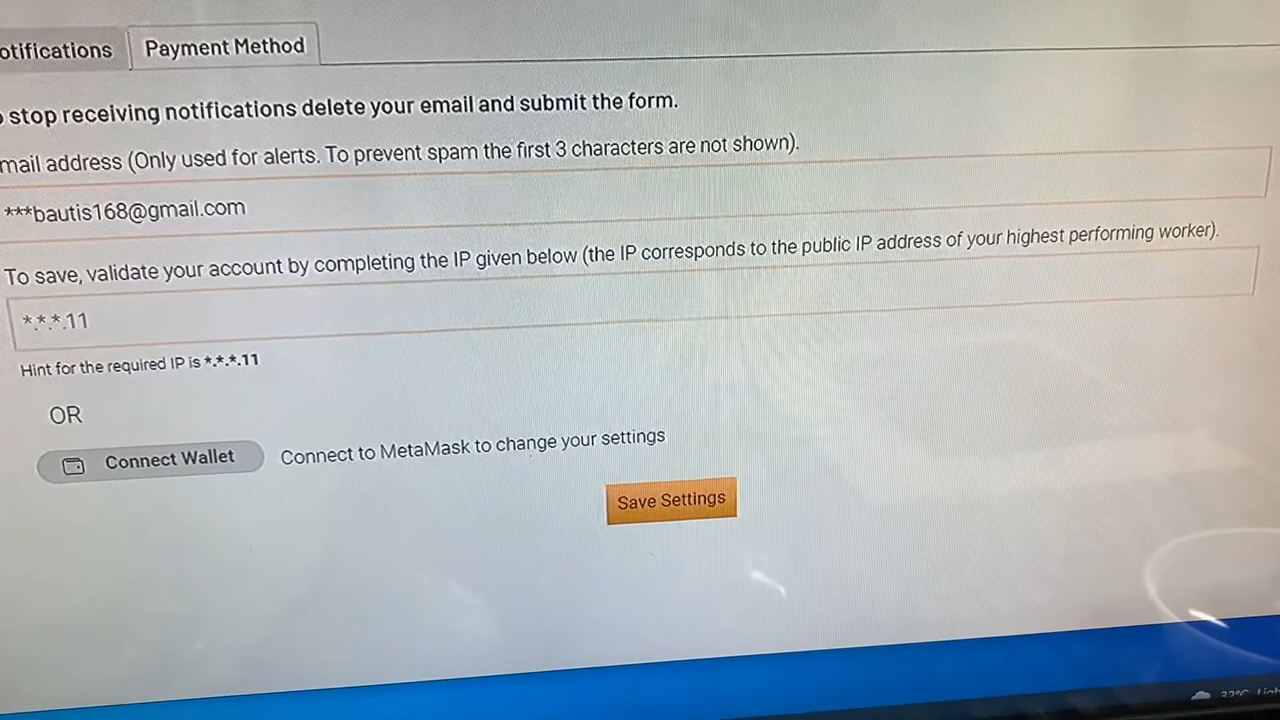 otifications
Payment Method
stop receiving notifications delete your email and submit the form.
mail address (Only used for alerts. To prevent spam the first 3 characters are not shown).
***bautis168@gmail.com
To save, validate your account by completing the IP given below (the IP corresponds to the public IP address of your highest performing worker).
*.*.*.11
Hint for the required IP is *.*.*.11
OR
Connect Wallet
Connect to MetaMask to change your settings
Save Settings